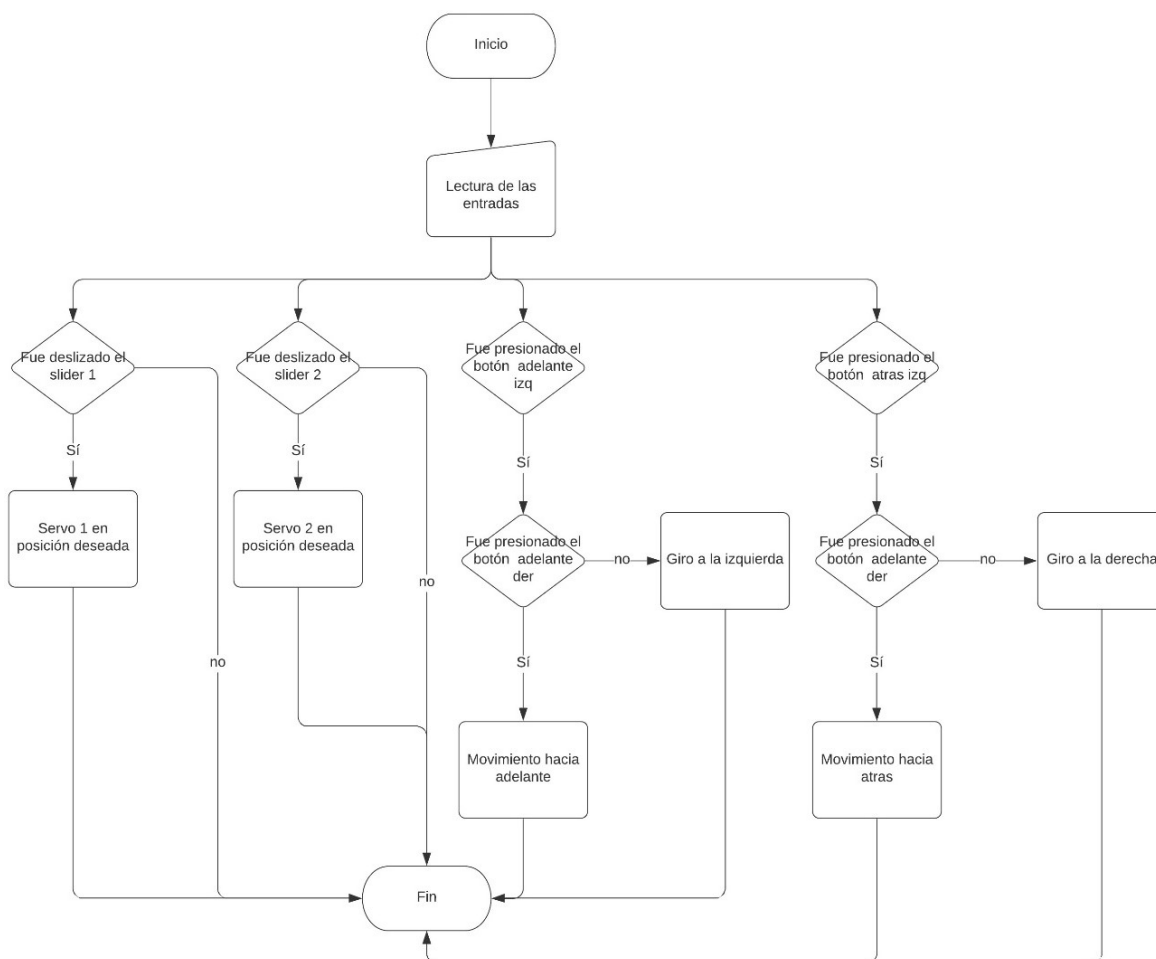 Inicio
Lectura de las
entradas
Fue deslizado el
slider 1
Fue deslizado el
slider 2
Fue presionado el
botón adelante
izq
Fue presionado el
botón atras izq
Sí
Sí
Sí
Sí
Servo 1 en
posición deseada
Servo 2 en
posición deseada
Fue presionado el
botón adelante
der
no
Giro a la izquierda
Fue presionado el
botón adelante
der
no
Giro a la derecha
no
no
Sí
Sí
Movimiento hacia
adelante
Movimiento hacia
atras
Fin